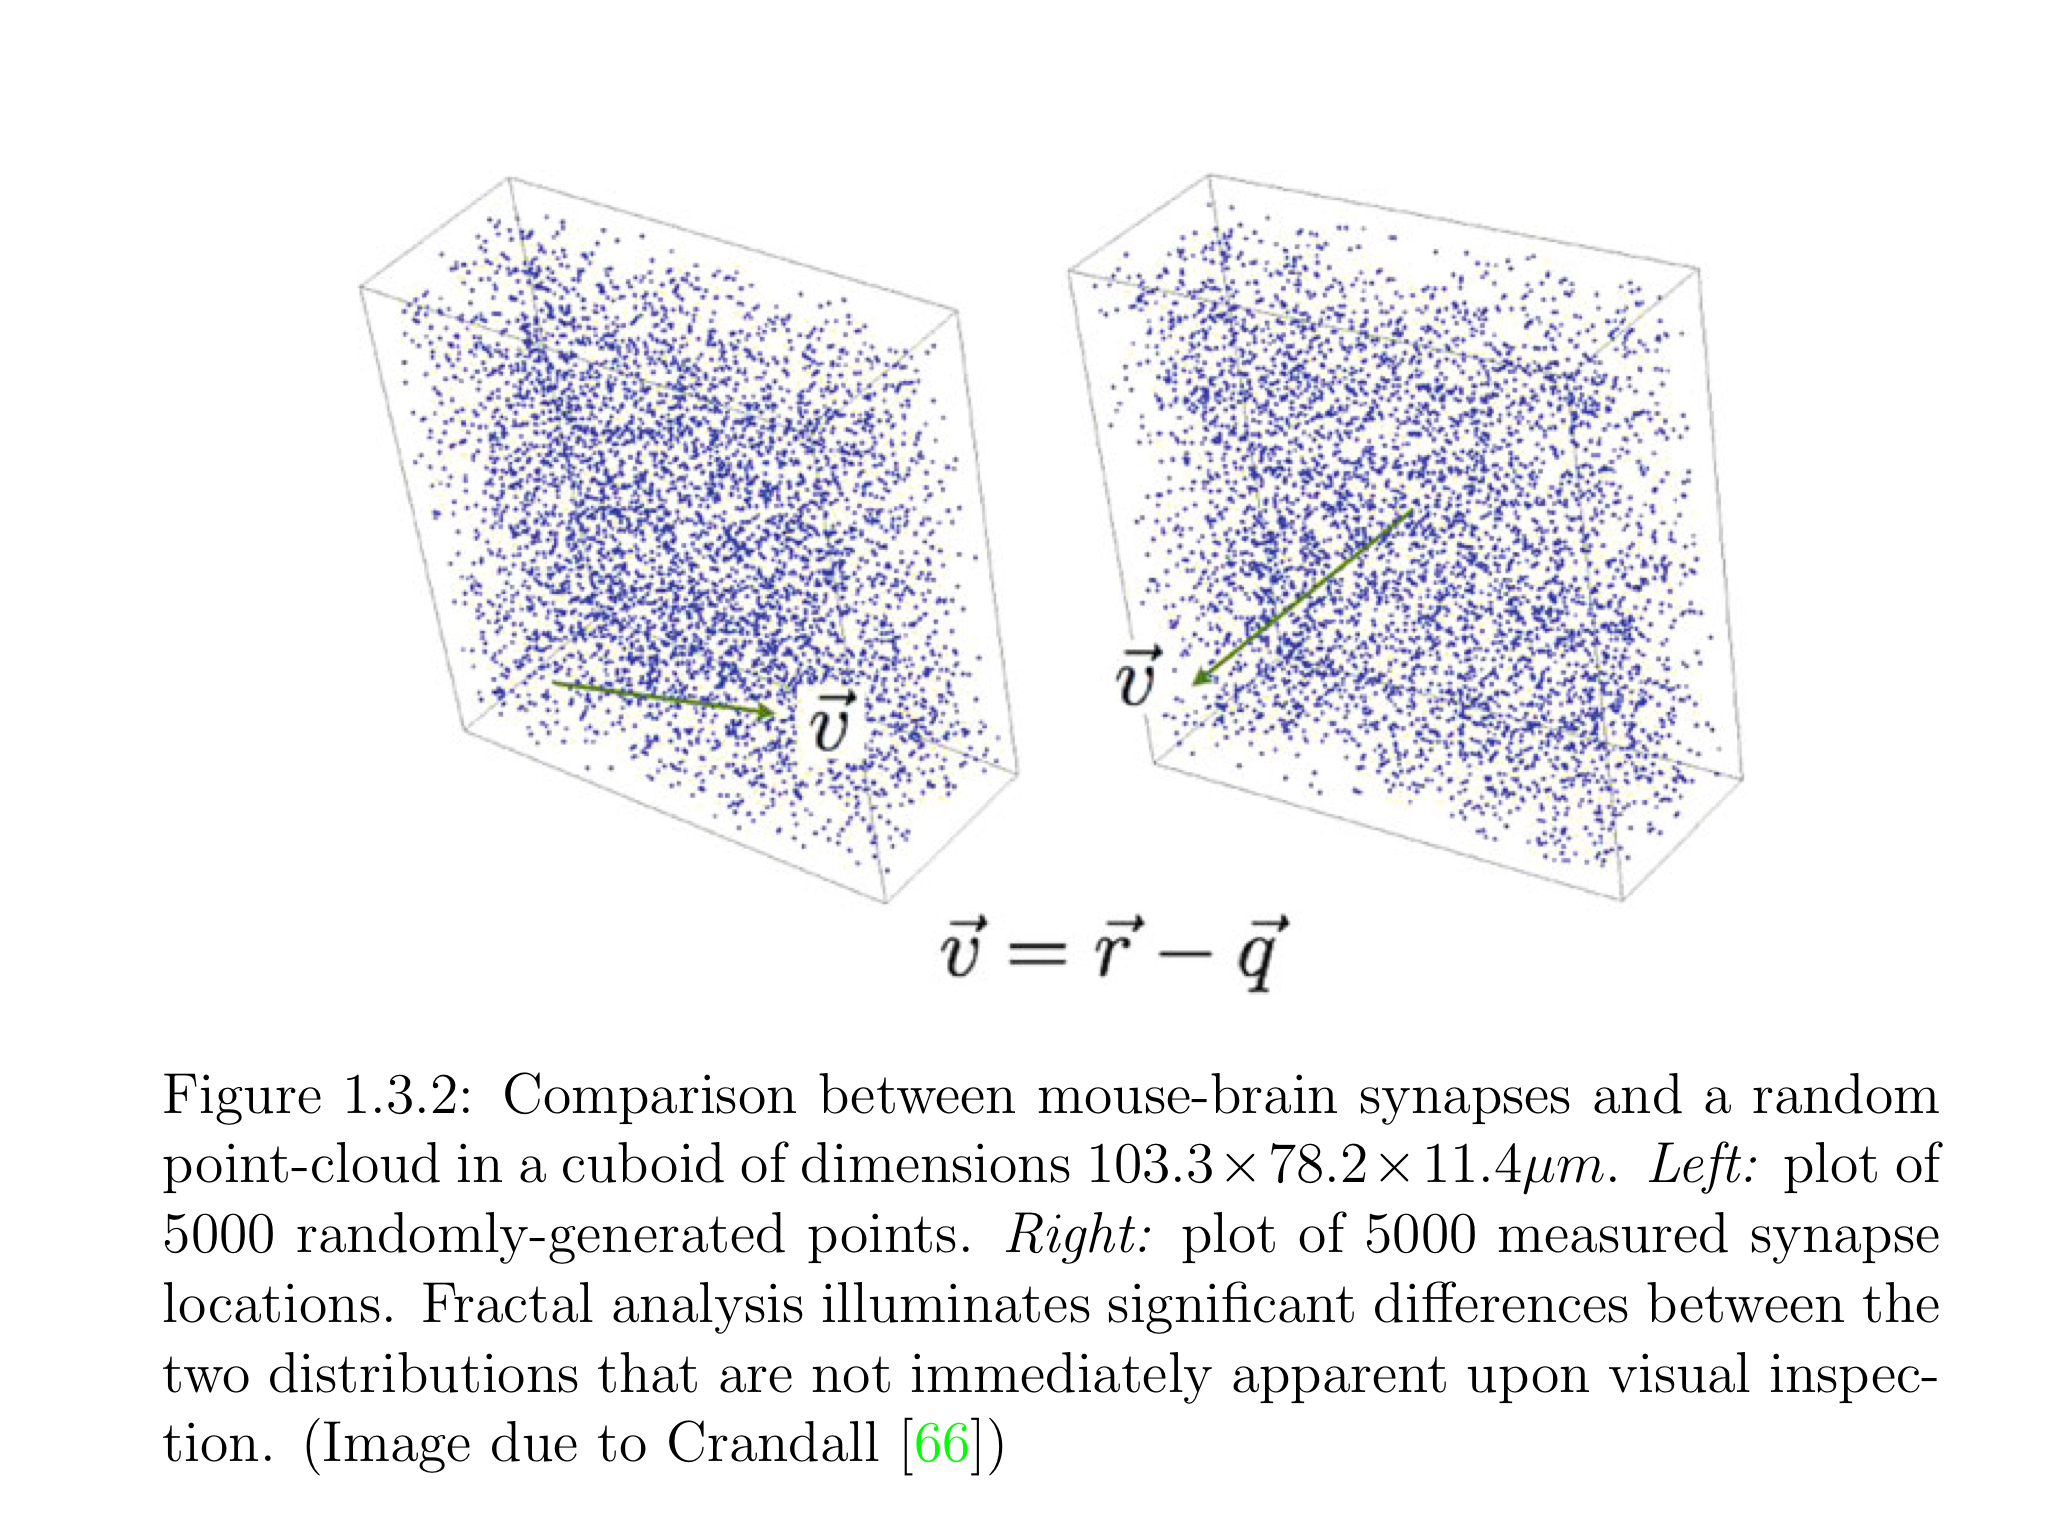 v⃗
v⃗
v⃗ = r⃗ − q⃗
Figure 1.3.2: Comparison between mouse-brain synapses and a random
point-cloud in a cuboid of dimensions 103.3×78.2×11.4μm. Left: plot of
5000 randomly-generated points. Right: plot of 5000 measured synapse
locations. Fractal analysis illuminates significant differences between the
two distributions that are not immediately apparent upon visual inspec-
tion. (Image due to Crandall [66])